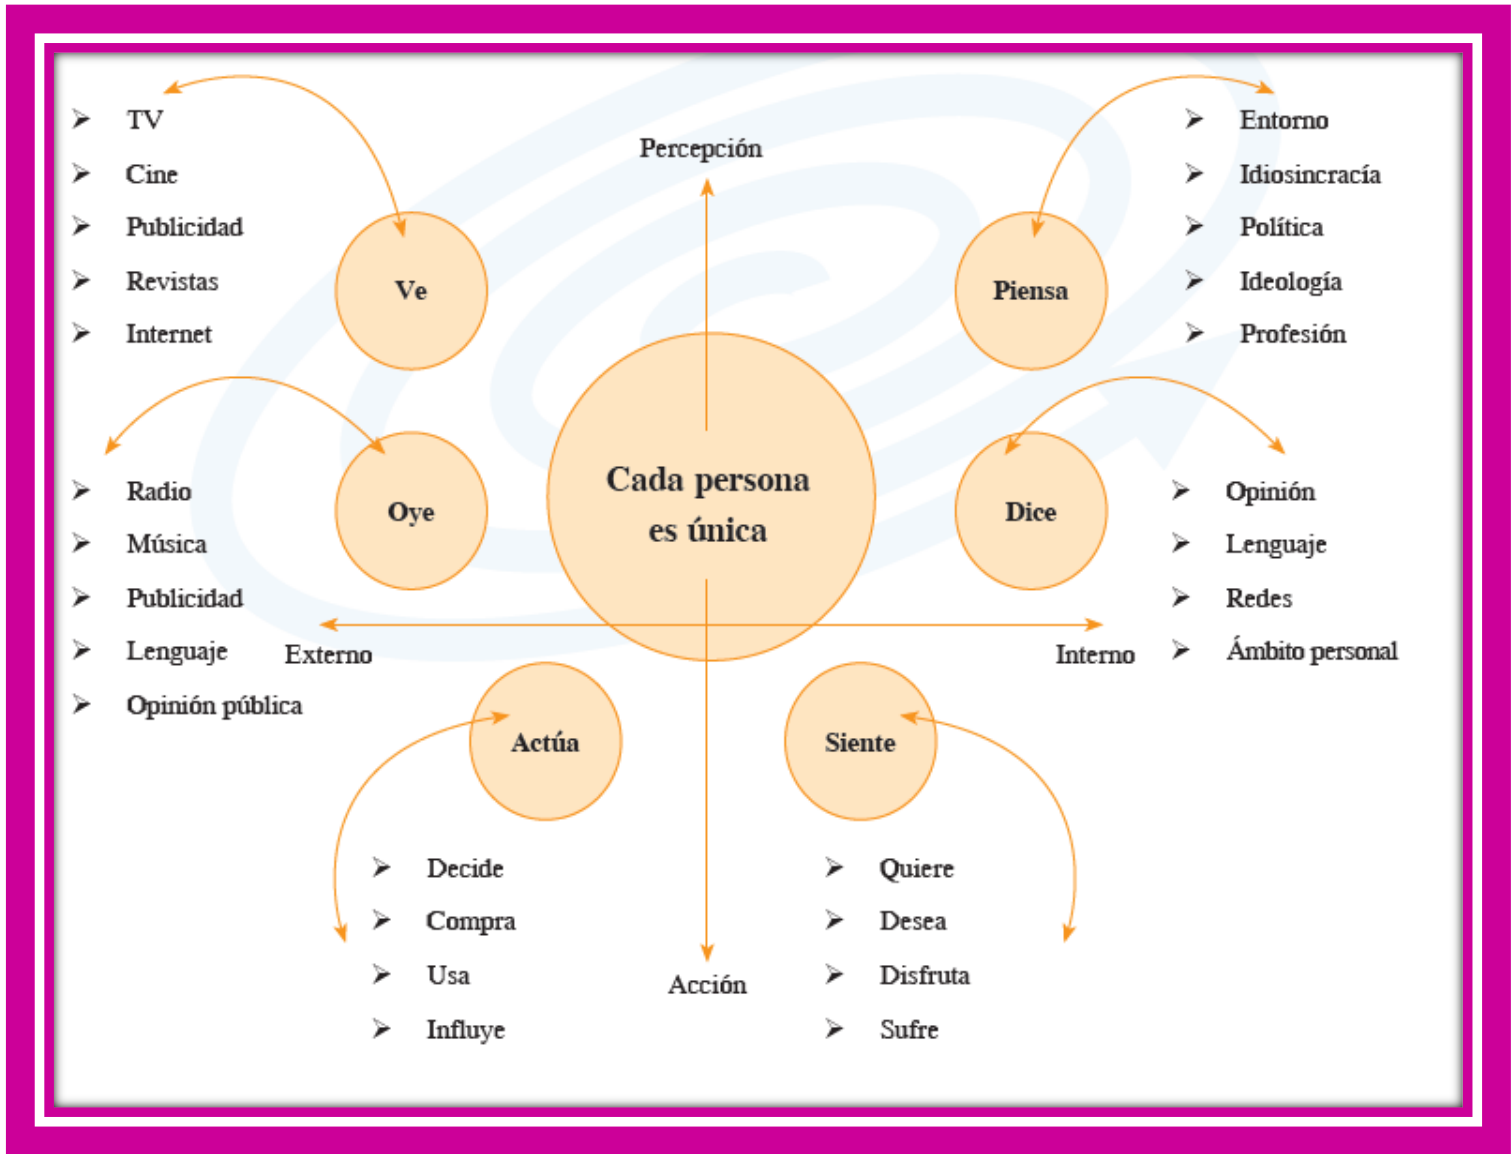 TV
Cine
Publicidad
Revistas
Internet
Ve
Percepción
Piensa
Entorno
Idiosincracía
Política
Ideología
Profesión
Radio
Música
Publicidad
Lenguaje
Opinión pública
Oye
Cada persona
es única
Dice
Opinión
Lenguaje
Redes
Ámbito personal
Externo
Interno
Actúa
Siente
Decide
Compra
Usa
Influye
Acción
Quiere
Desea
Disfruta
Sufre